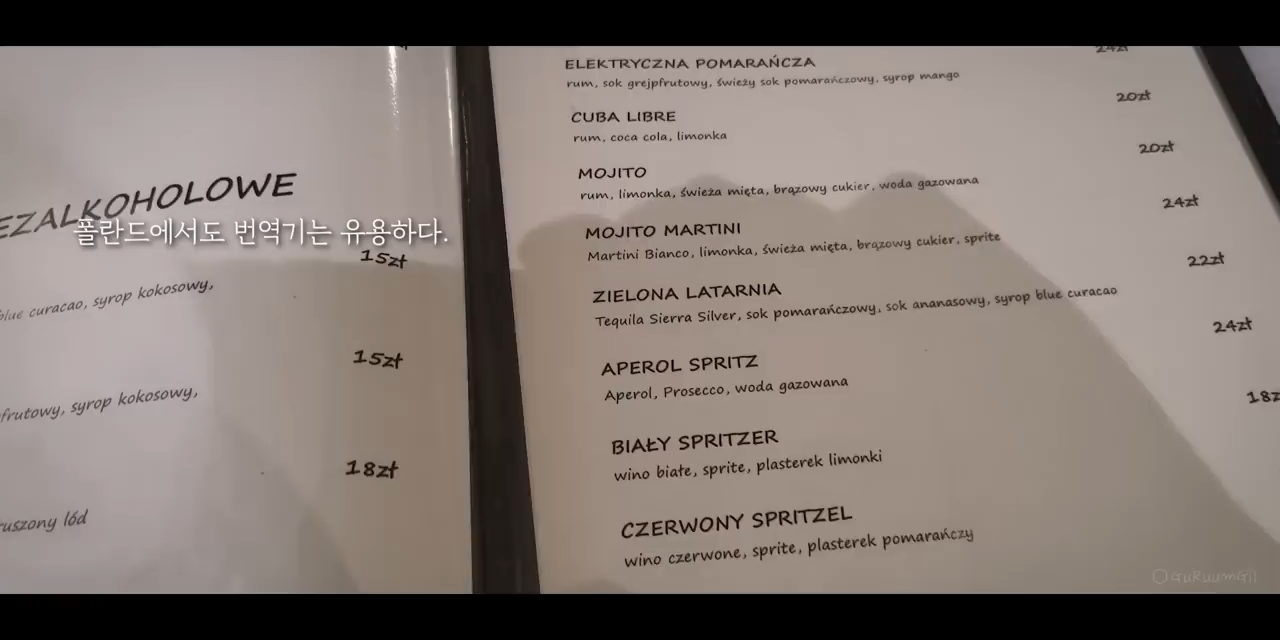 EZALKOHOLOWE
폴란드에서도 번역기는 유용하다.
15zł
blue curacao, syrop kokosowy,
15zł
frutowy, syrop kokosowy,
18zł
ruszony lód
ELEKTRYCZNA POMARAŃCZA
24zł
rum, sok grejpfrutowy, świeży sok pomarańczowy, syrop mango
CUBA LIBRE
20zł
rum, coca cola, limonka
MOJITO
20zł
rum, limonka, świeża mięta, brązowy cukier, woda gazowana
MOJITO MARTINI
24zł
Martini Bianco, limonka, świeża mięta, brązowy cukier, sprite
ZIELONA LATARNIA
22zł
Tequila Sierra Silver, sok pomarańczowy, sok ananasowy, syrop blue curacao
APEROL SPRITZ
24zł
Aperol, Prosecco, woda gazowana
BIAŁY SPRITZER
18z
wino białe, sprite, plasterek limonki
CZERWONY SPRITZEL
wino czerwone, sprite, plasterek pomarańczy
GuRuumGil